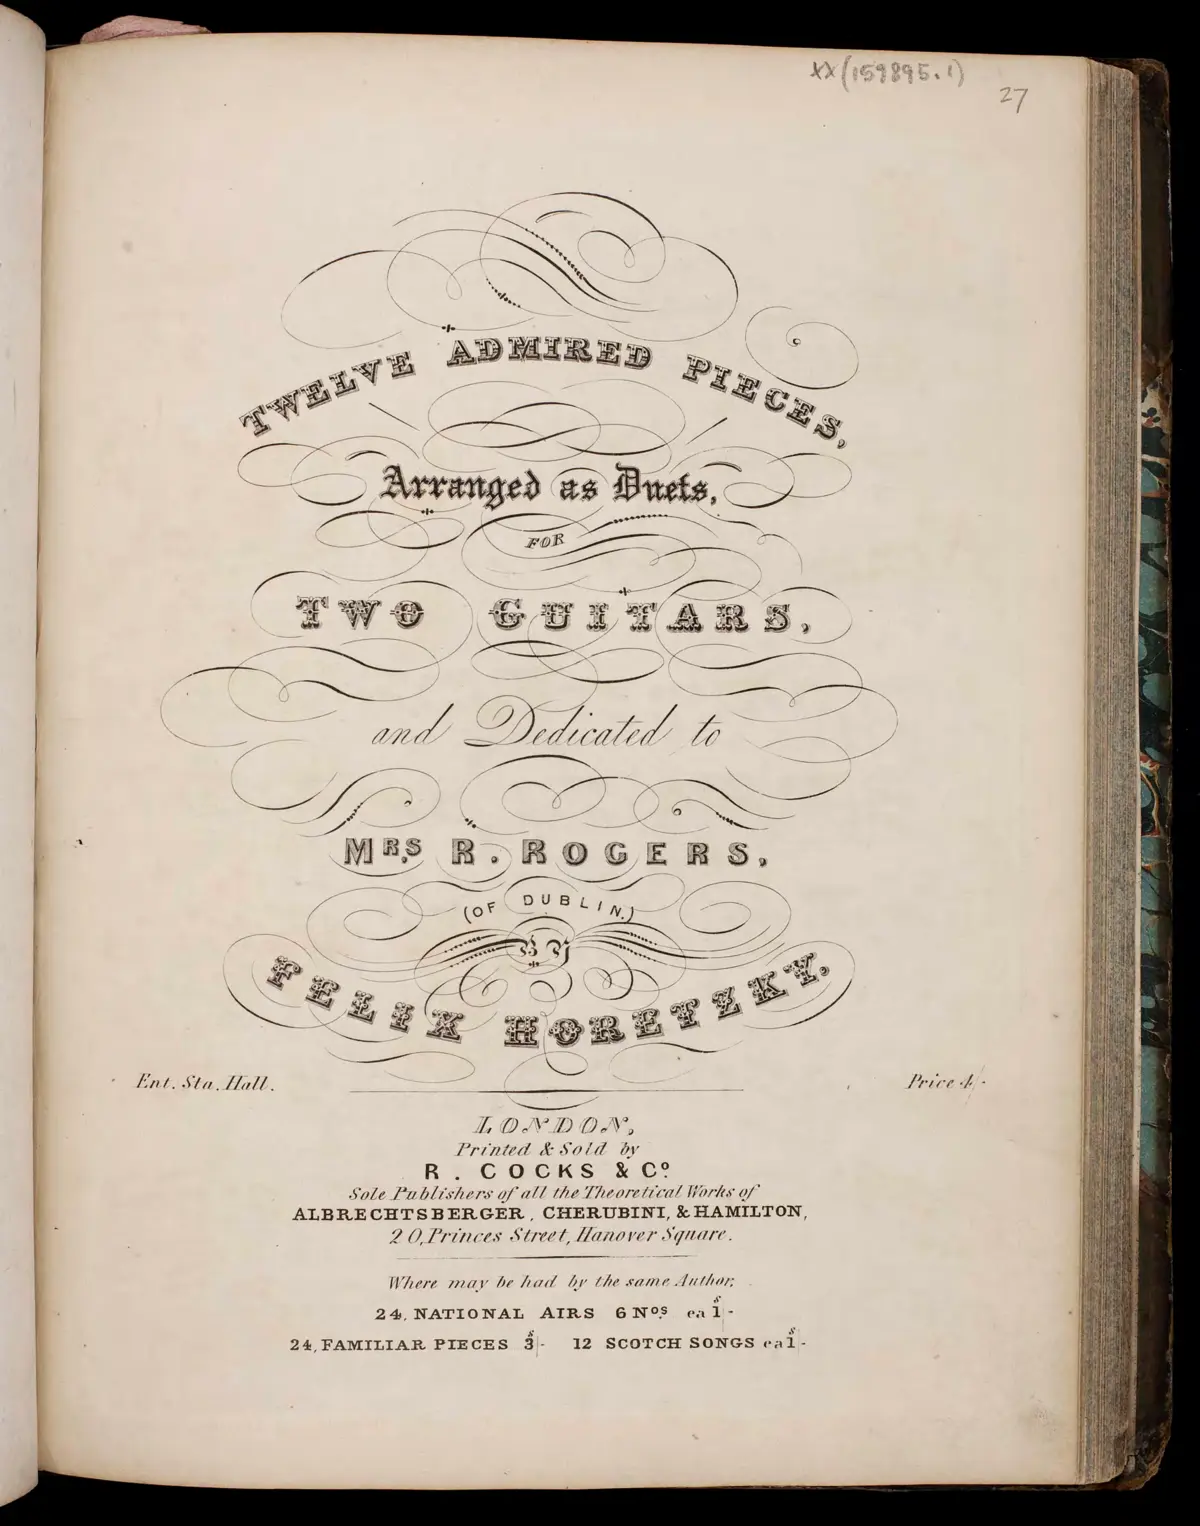 XX(159895.1)
27
TWELVE ADMIRED PIECES,
Arranged as Duets,
FOR
TWO GUITARS,
and Dedicated to
MRS. R. ROGERS,
(OF DUBLIN.)
BY
FELIX HORETZKY.
Ent. Sta. Hall.
Price 4/-
LONDON,
Printed & Sold by
R. COCKS & Co.
Sole Publishers of all the Theoretical Works of
ALBRECHTSBERGER, CHERUBINI, & HAMILTON,
20, Princes Street, Hanover Square.
Where may be had by the same Author;
24, NATIONAL AIRS 6 Nos. ea 1s/-
24, FAMILIAR PIECES 3s/- 12 SCOTCH SONGS ea 1s/-